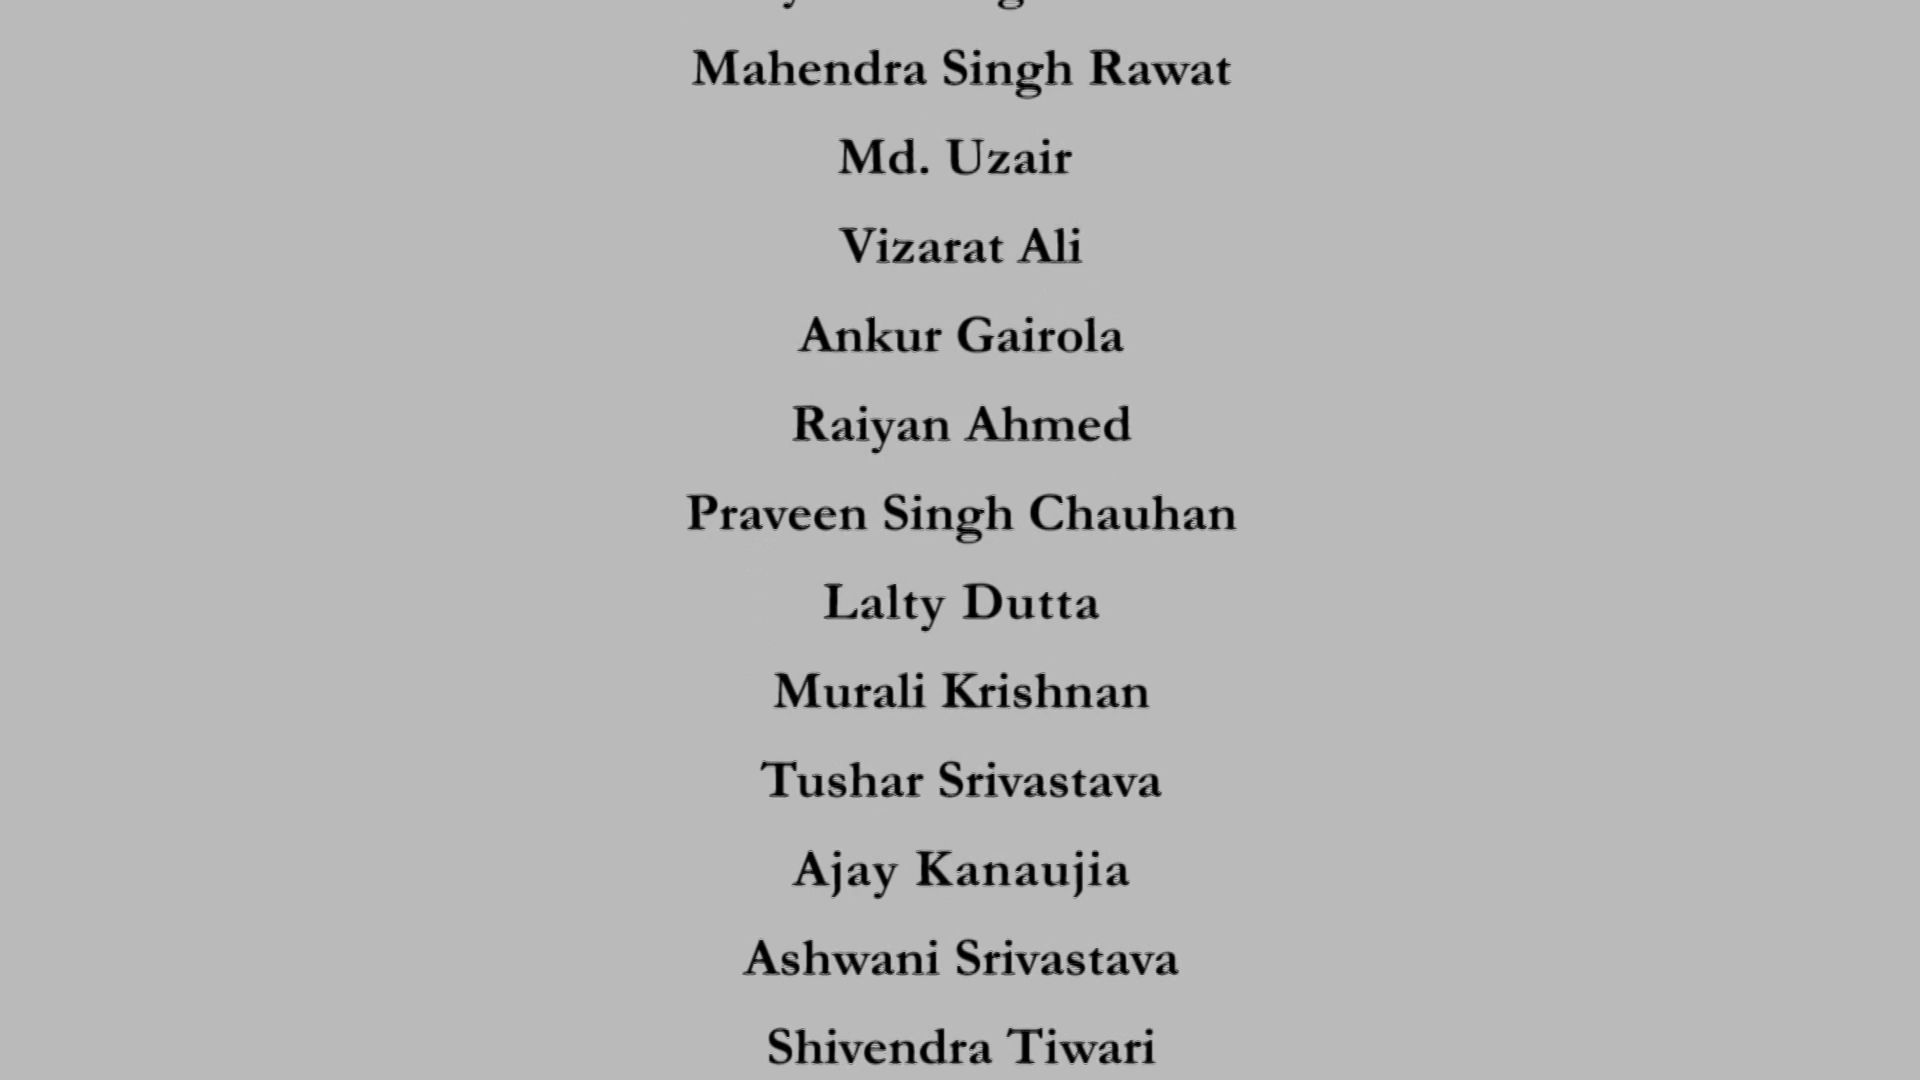 Mahendra Singh Rawat
Md. Uzair
Vizarat Ali
Ankur Gairola
Raiyan Ahmed
Praveen Singh Chauhan
Lalty Dutta
Murali Krishnan
Tushar Srivastava
Ajay Kanaujia
Ashwani Srivastava
Shivendra Tiwari